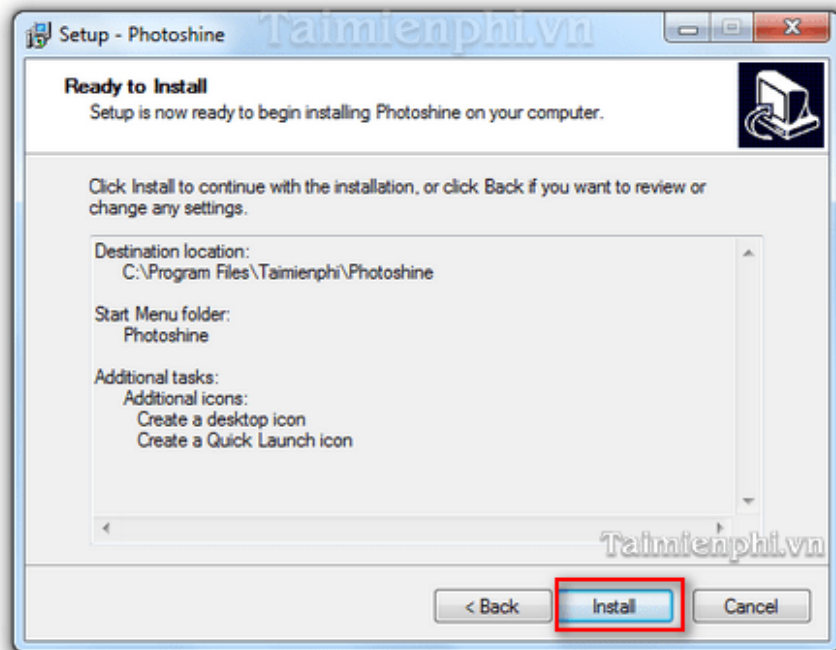 Setup - Photoshine
Taimienphi.vn
Ready to Install
Setup is now ready to begin installing Photoshine on your computer.
Click Install to continue with the installation, or click Back if you want to review or
change any settings.
Destination location:
C:\Program Files\Taimienphi\Photoshine
Start Menu folder:
Photoshine
Additional tasks:
Additional icons:
Create a desktop icon
Create a Quick Launch icon
Taimienphi.vn
< Back
Install
Cancel